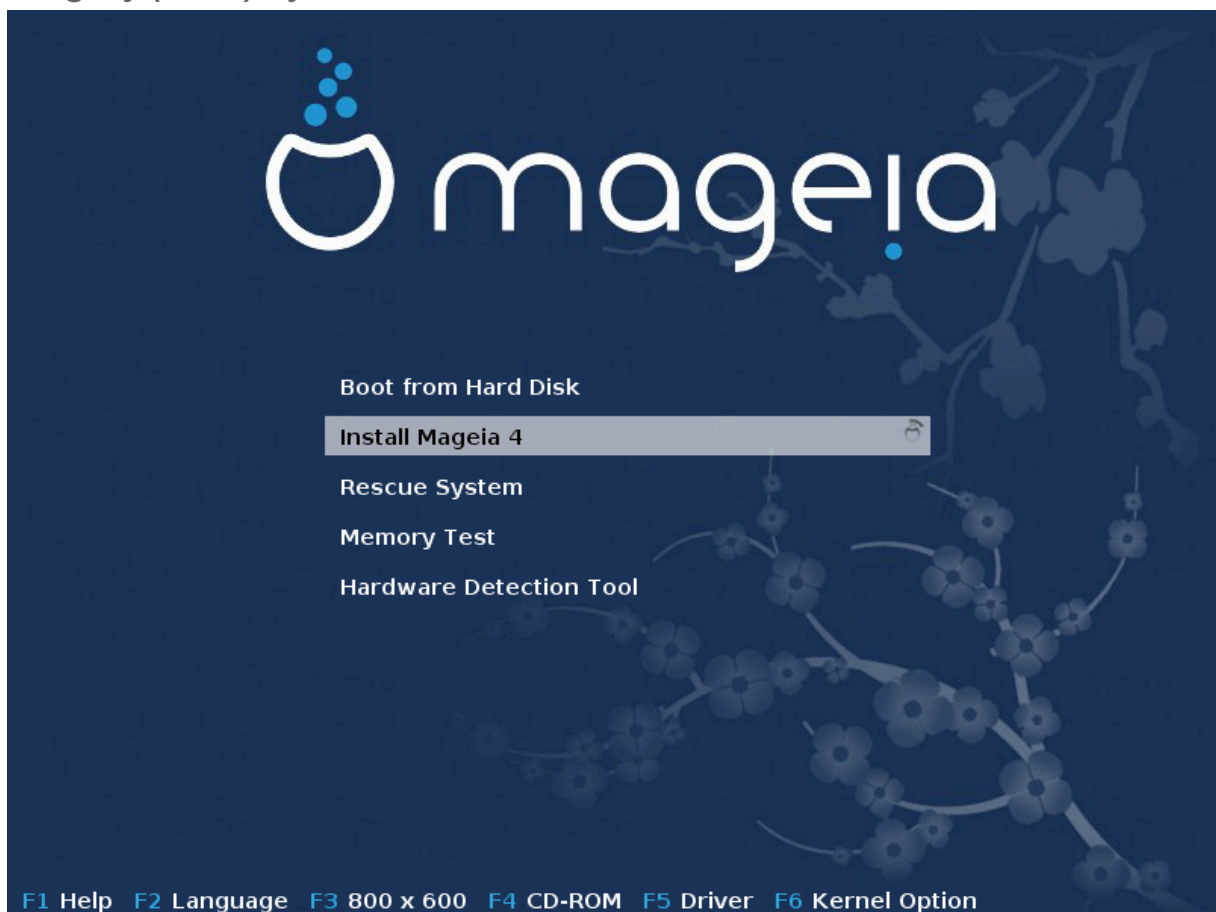 mageia
Boot from Hard Disk
Install Mageia 4
Rescue System
Memory Test
Hardware Detection Tool
F1 Help F2 Language F3 800 x 600 F4 CD-ROM F5 Driver F6 Kernel Option